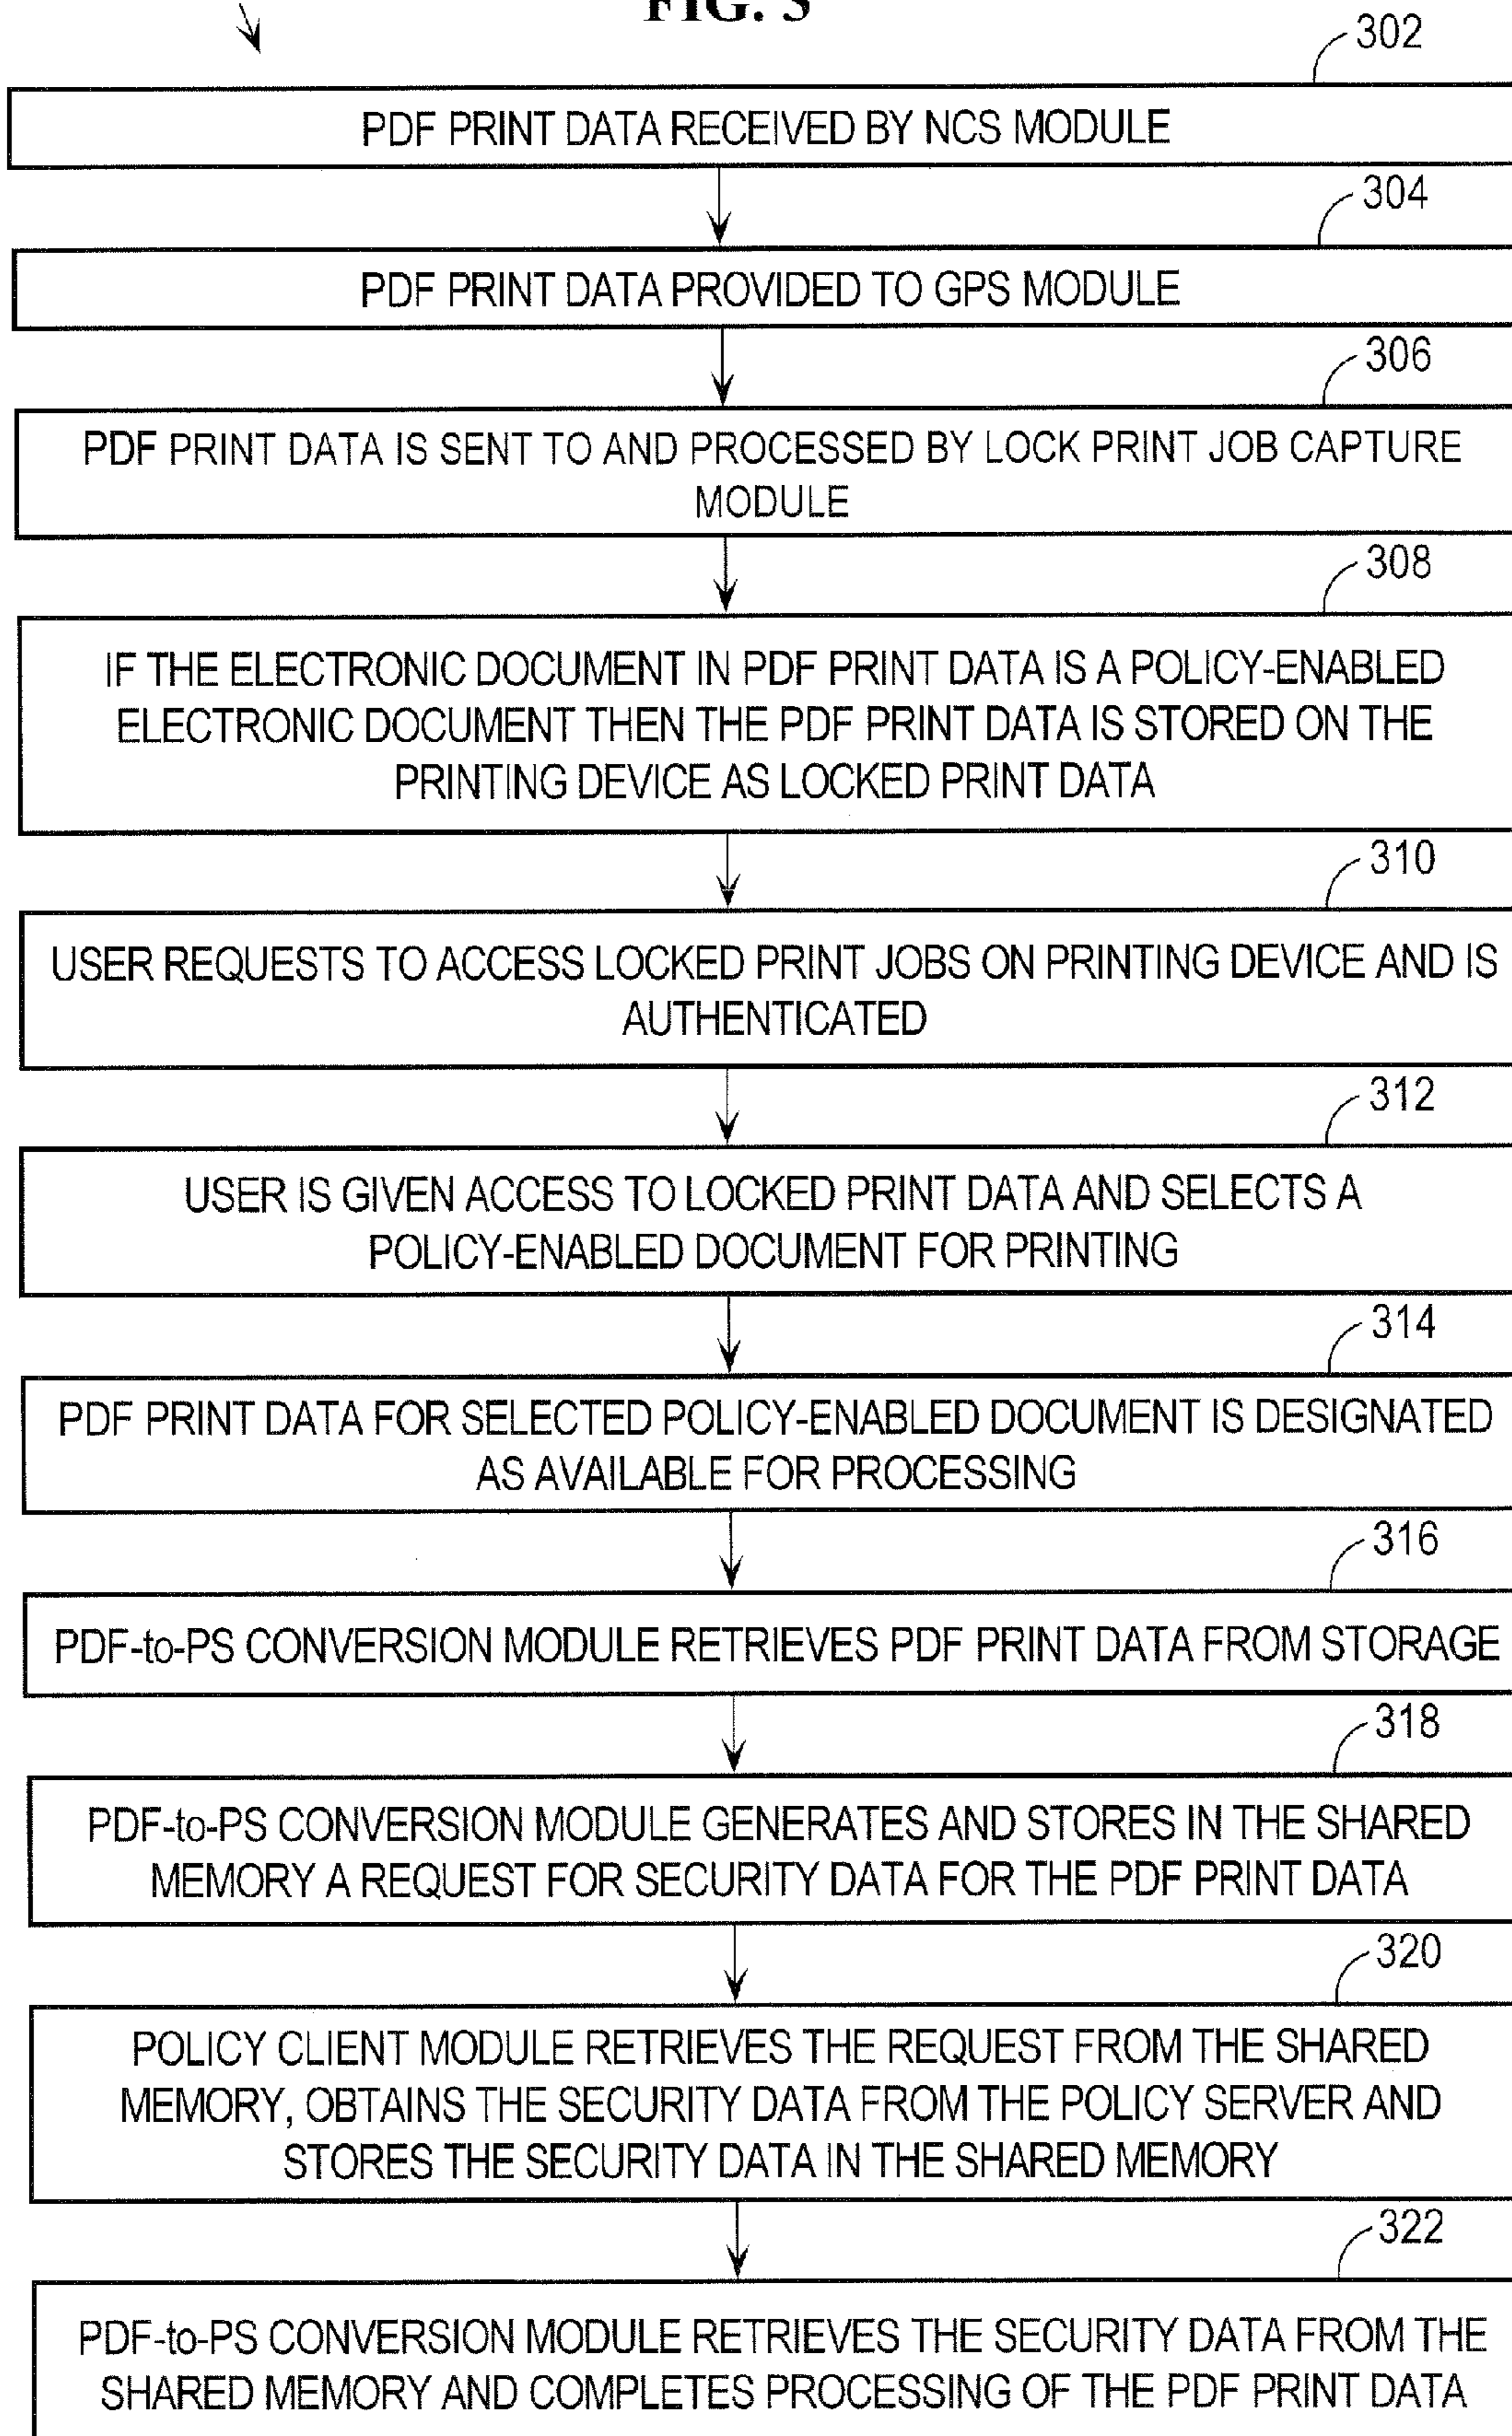 FIG. 3
302
PDF PRINT DATA RECEIVED BY NCS MODULE
304
PDF PRINT DATA PROVIDED TO GPS MODULE
306
PDF PRINT DATA IS SENT TO AND PROCESSED BY LOCK PRINT JOB CAPTURE
MODULE
308
IF THE ELECTRONIC DOCUMENT IN PDF PRINT DATA IS A POLICY-ENABLED
ELECTRONIC DOCUMENT THEN THE PDF PRINT DATA IS STORED ON THE
PRINTING DEVICE AS LOCKED PRINT DATA
310
USER REQUESTS TO ACCESS LOCKED PRINT JOBS ON PRINTING DEVICE AND IS
AUTHENTICATED
312
USER IS GIVEN ACCESS TO LOCKED PRINT DATA AND SELECTS A
POLICY-ENABLED DOCUMENT FOR PRINTING
314
PDF PRINT DATA FOR SELECTED POLICY-ENABLED DOCUMENT IS DESIGNATED
AS AVAILABLE FOR PROCESSING
316
PDF-to-PS CONVERSION MODULE RETRIEVES PDF PRINT DATA FROM STORAGE
318
PDF-to-PS CONVERSION MODULE GENERATES AND STORES IN THE SHARED
MEMORY A REQUEST FOR SECURITY DATA FOR THE PDF PRINT DATA
320
POLICY CLIENT MODULE RETRIEVES THE REQUEST FROM THE SHARED
MEMORY, OBTAINS THE SECURITY DATA FROM THE POLICY SERVER AND
STORES THE SECURITY DATA IN THE SHARED MEMORY
322
PDF-to-PS CONVERSION MODULE RETRIEVES THE SECURITY DATA FROM THE
SHARED MEMORY AND COMPLETES PROCESSING OF THE PDF PRINT DATA